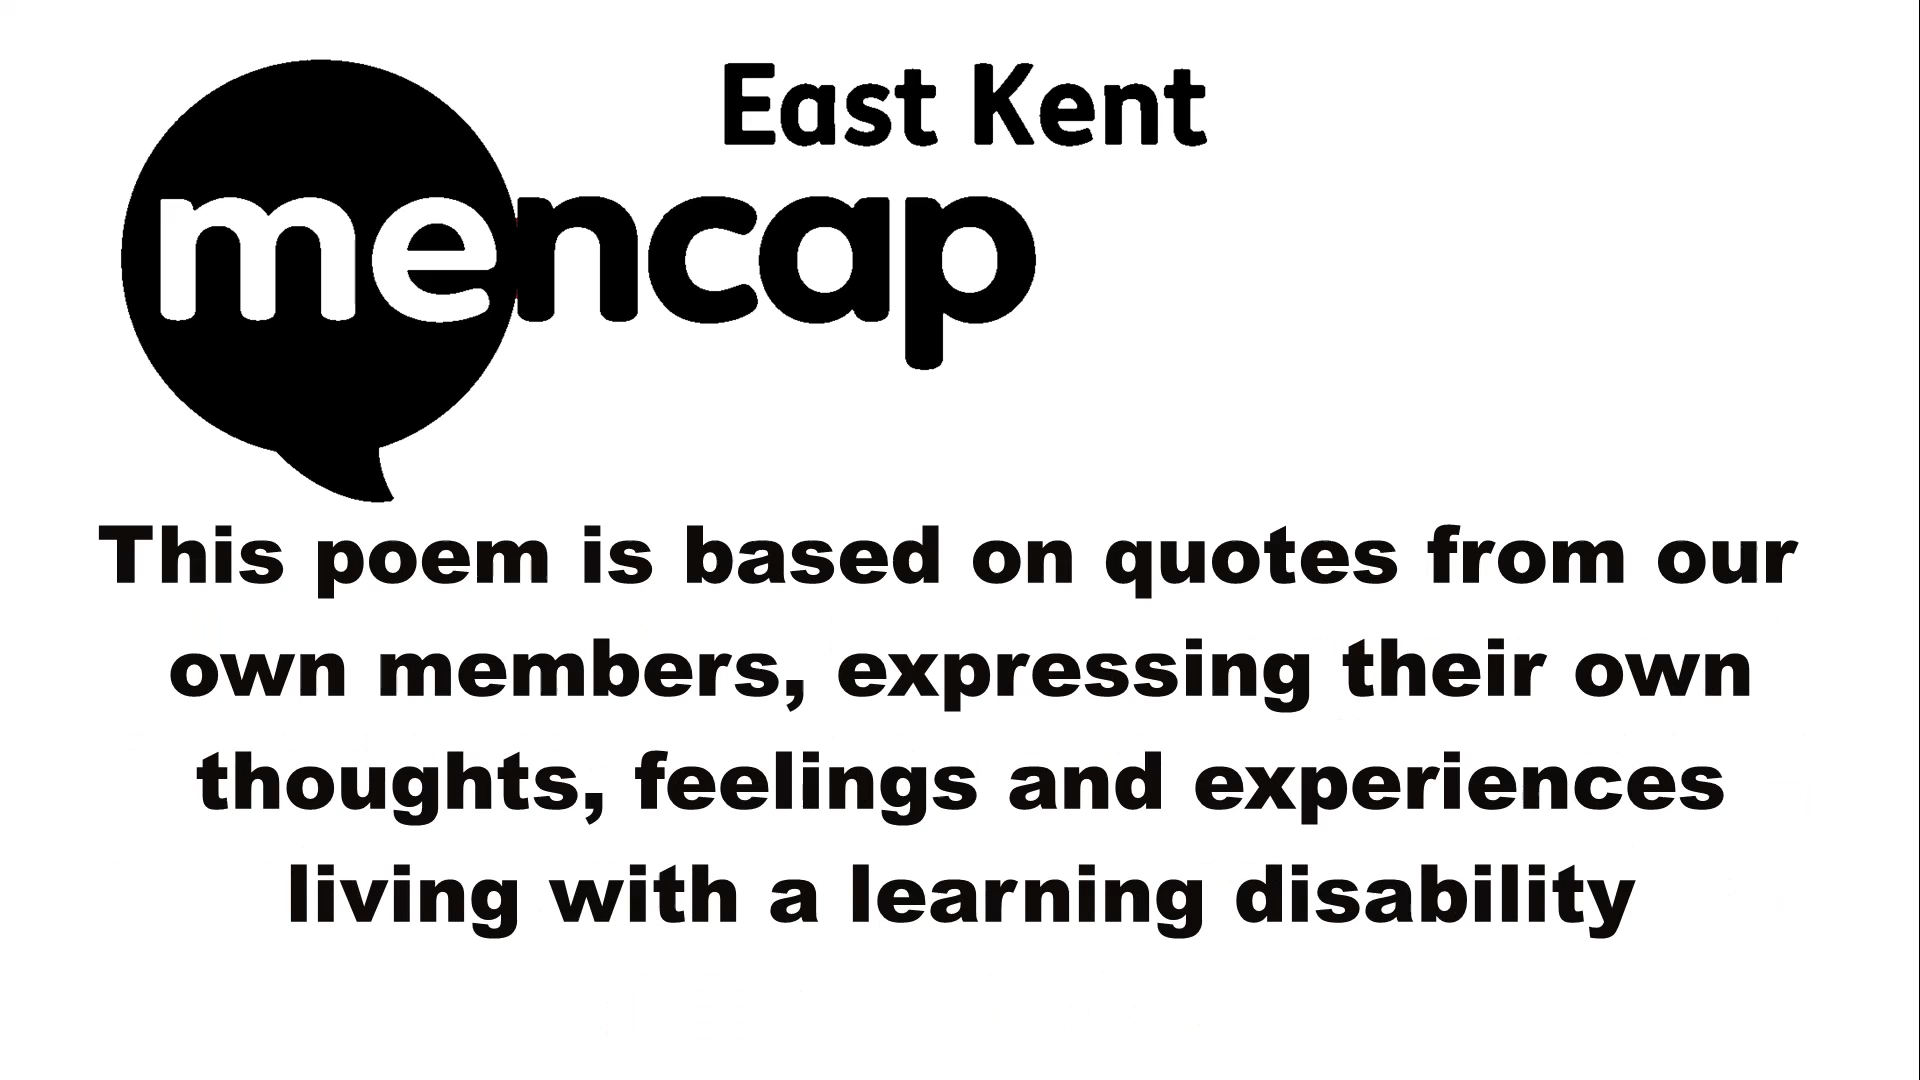 East Kent
mencap
This poem is based on quotes from our
own members, expressing their own
thoughts, feelings and experiences
living with a learning disability